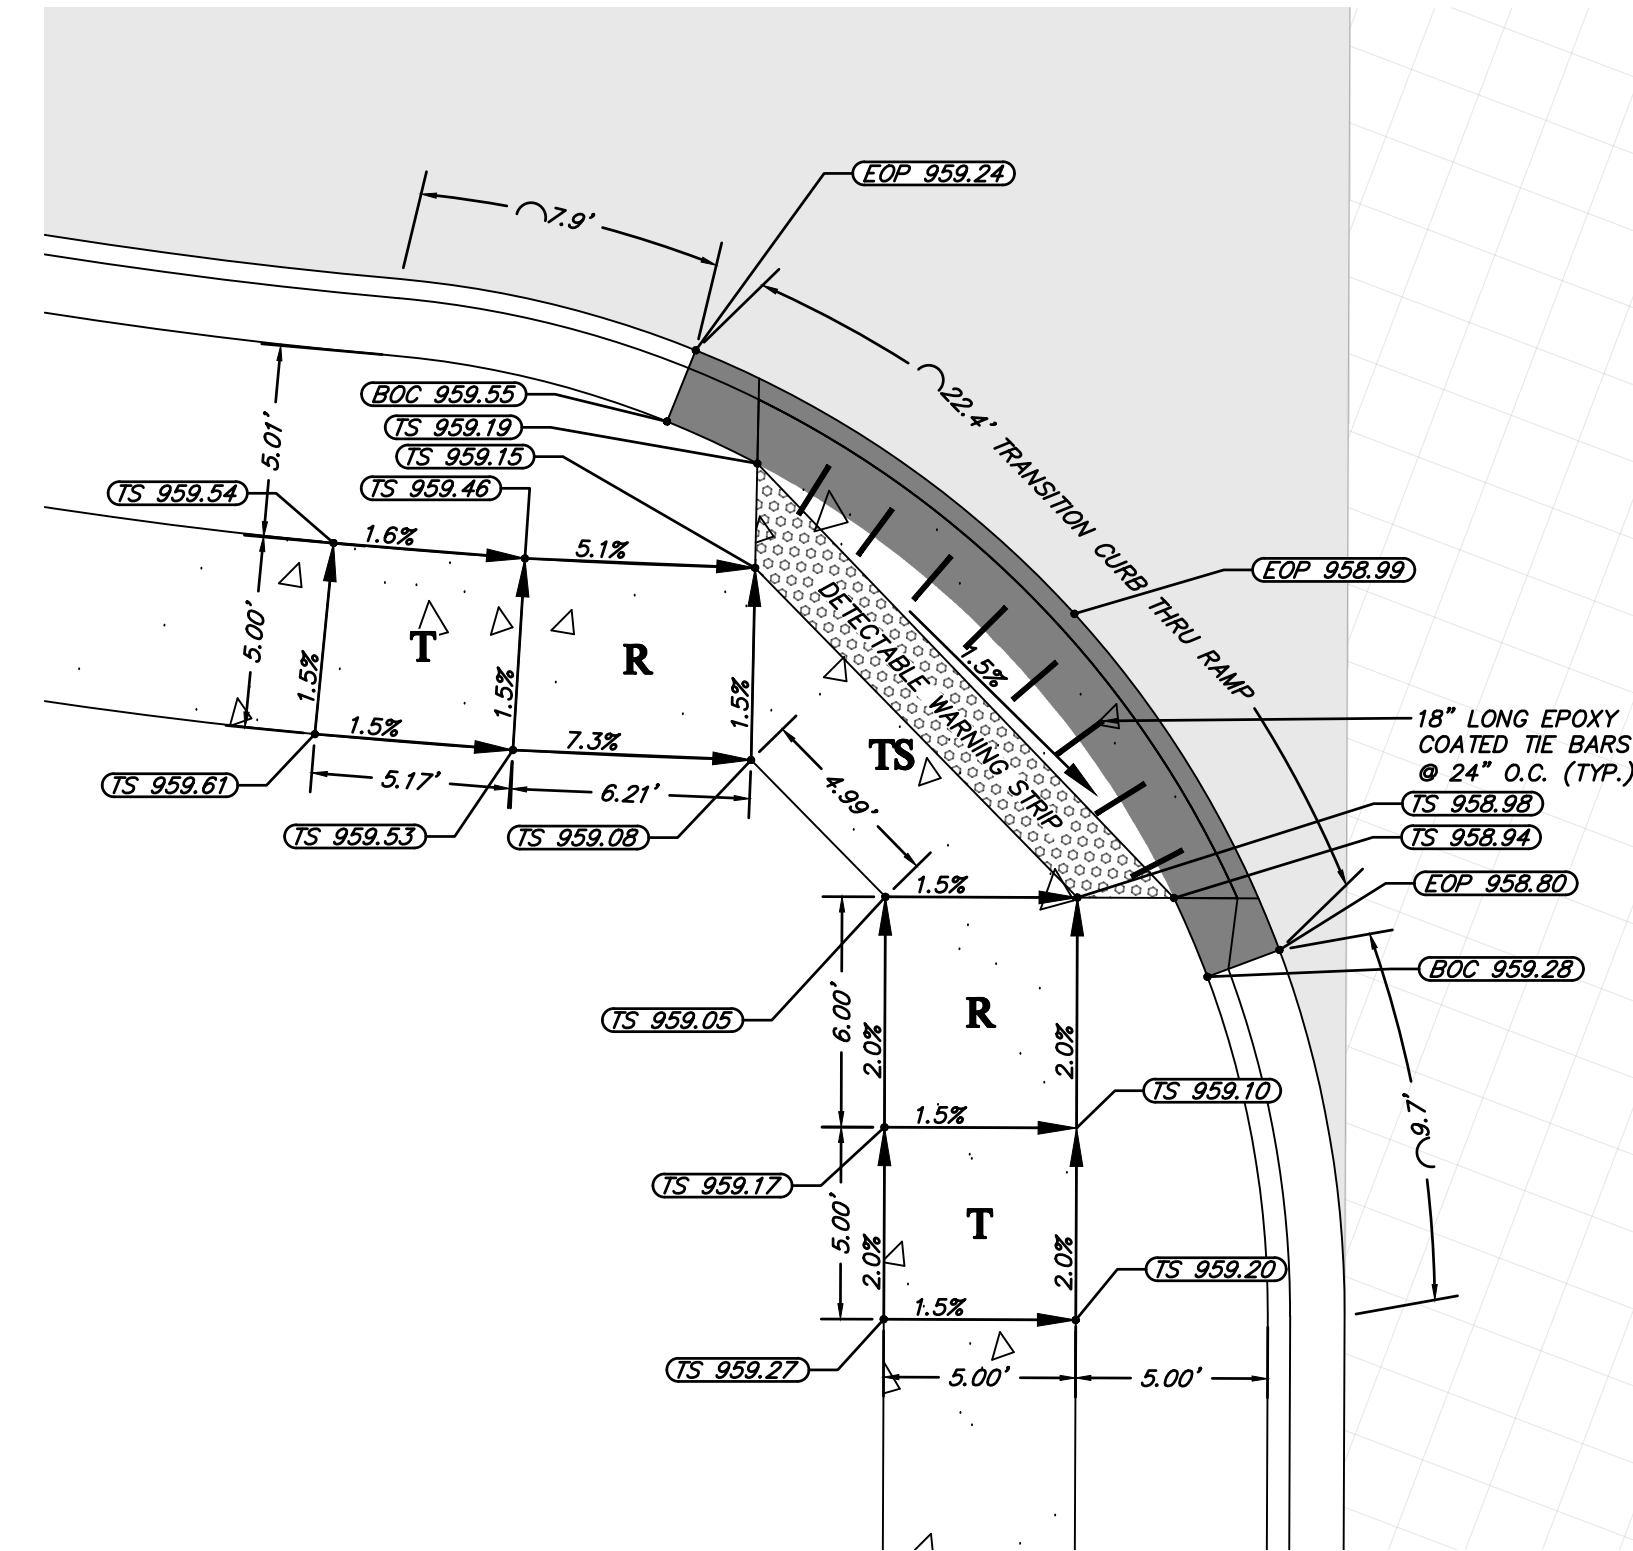 EOP 959.24
7.9'
BOC 959.55
TS 959.19
TS 959.15
TS 959.46
TS 959.54
5.01'
22.4' TRANSITION CURB THRU RAMP
1.6%
5.1%
EOP 958.99
5.00'
1.5%
T
1.5%
R
1.5%
DETECTABLE WARNING STRIP
1.5%
18" LONG EPOXY
COATED TIE BARS
@ 24" O.C. (TYP.)
1.5%
7.3%
TS
TS 959.61
5.17'
6.21'
4.99'
TS 958.98
TS 959.53
TS 959.08
TS 958.94
1.5%
EOP 958.80
BOC 959.28
TS 959.05
6.00'
2.0%
R
2.0%
TS 959.10
9.7'
1.5%
TS 959.17
5.00'
2.0%
T
2.0%
TS 959.20
1.5%
TS 959.27
5.00'
5.00'